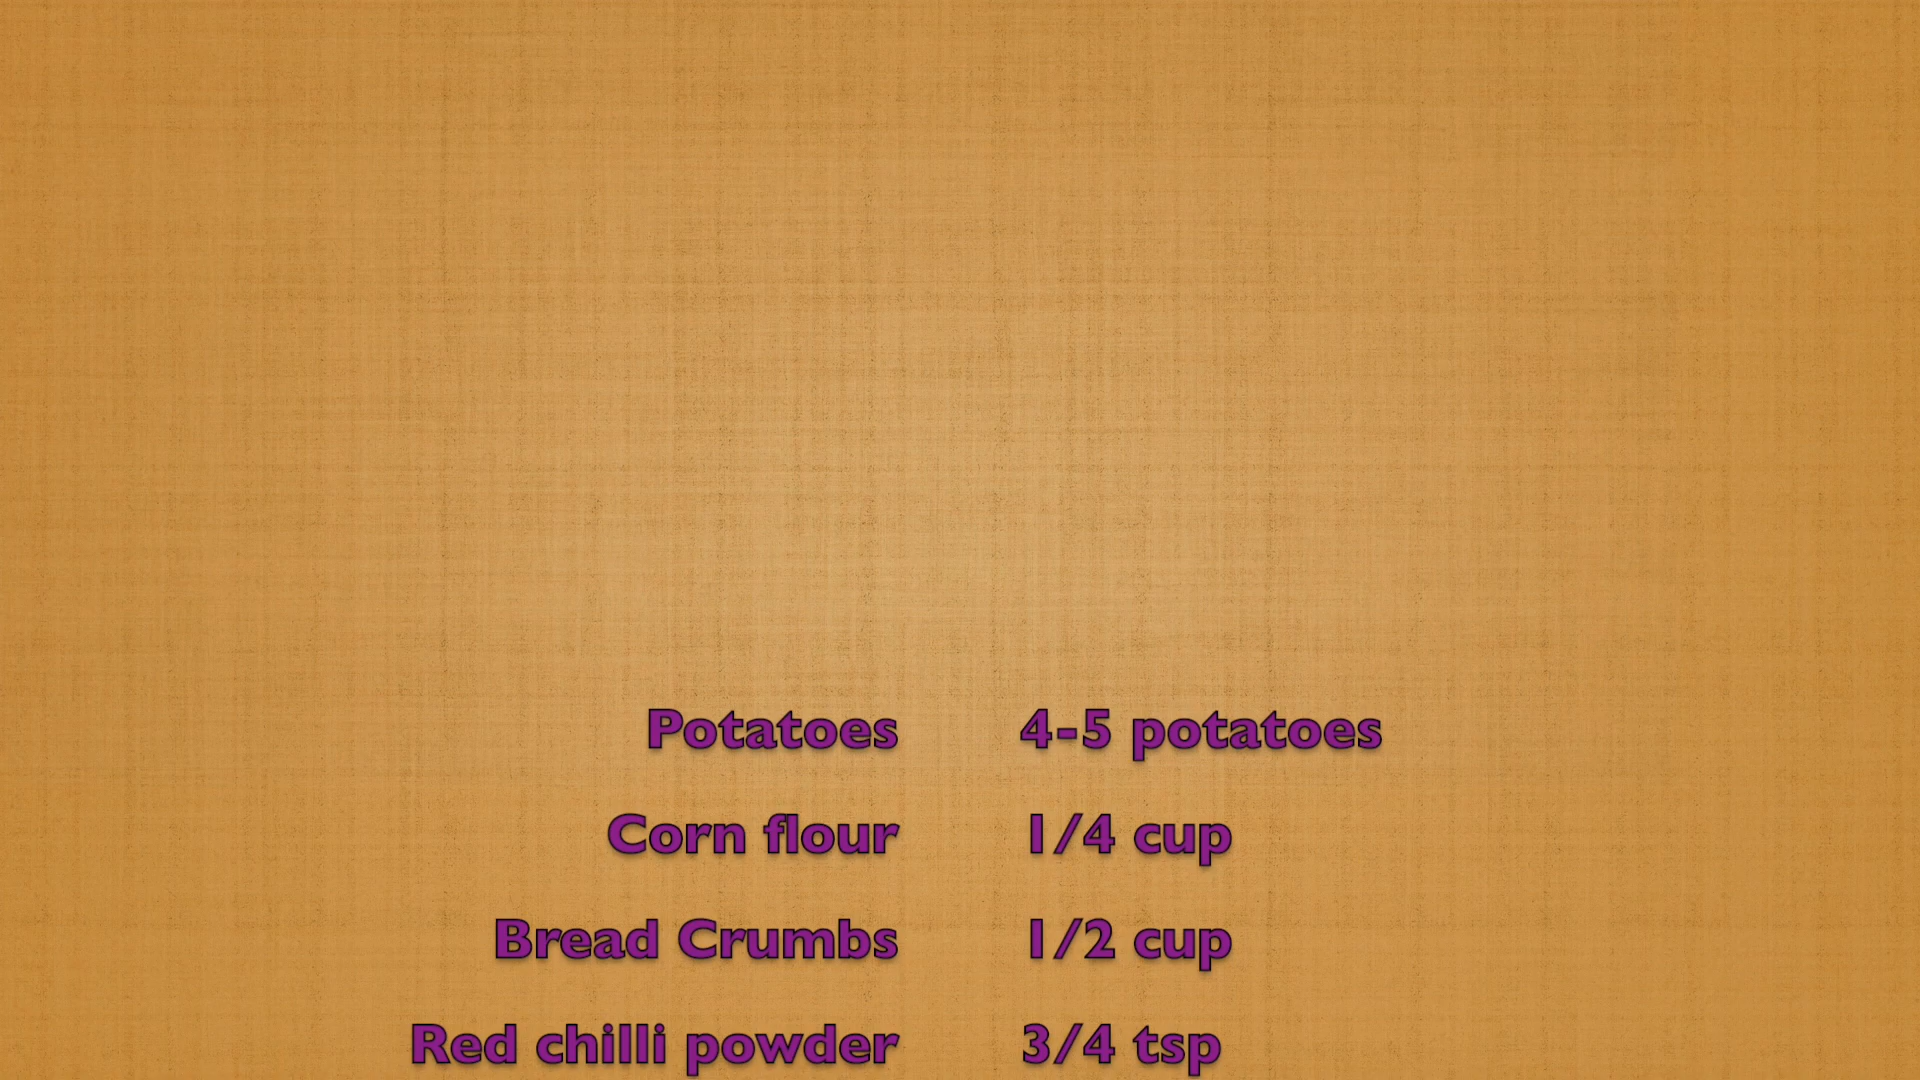 Potatoes 4-5 potatoes
Corn flour 1/4 cup
Bread Crumbs 1/2 cup
Red chilli powder 3/4 tsp